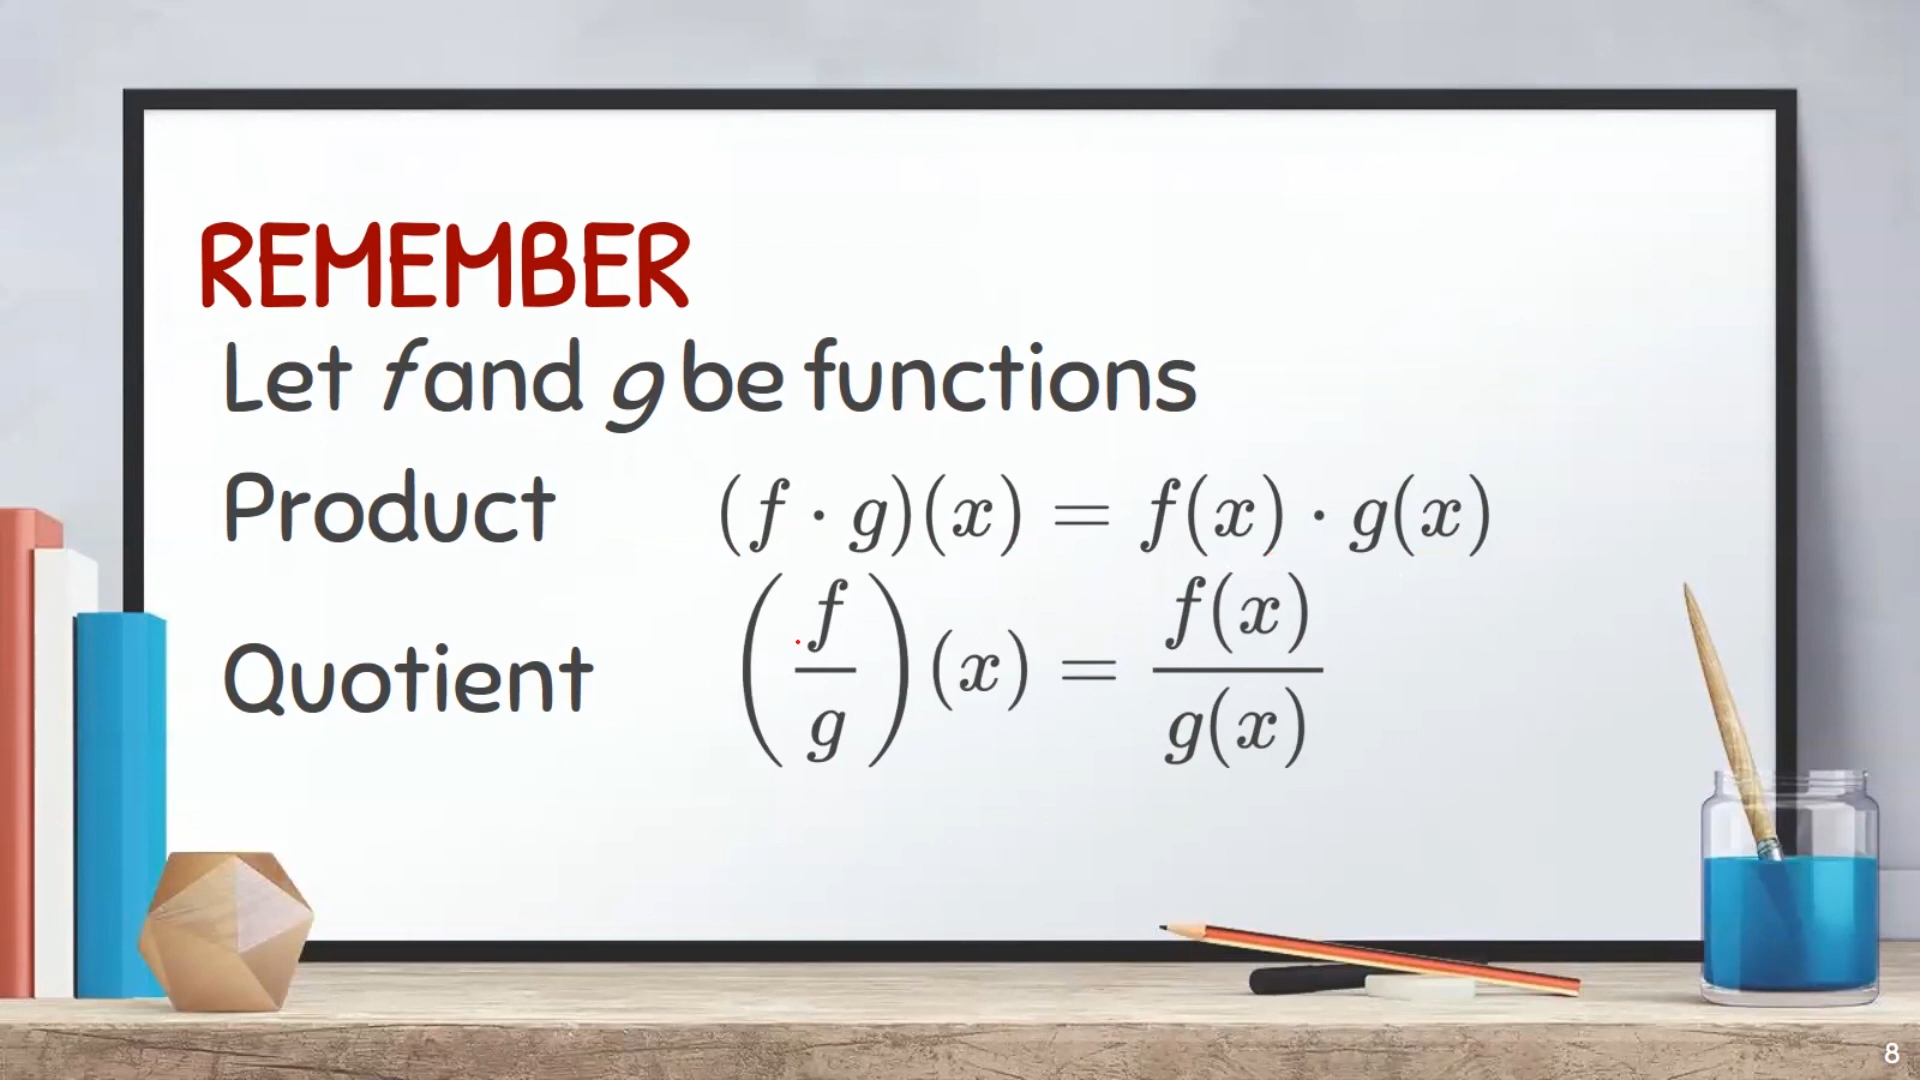 REMEMBER
Let f and g be functions
Product (f · g)(x) = f(x) · g(x)
Quotient (f/g)(x) = f(x)/g(x)
8